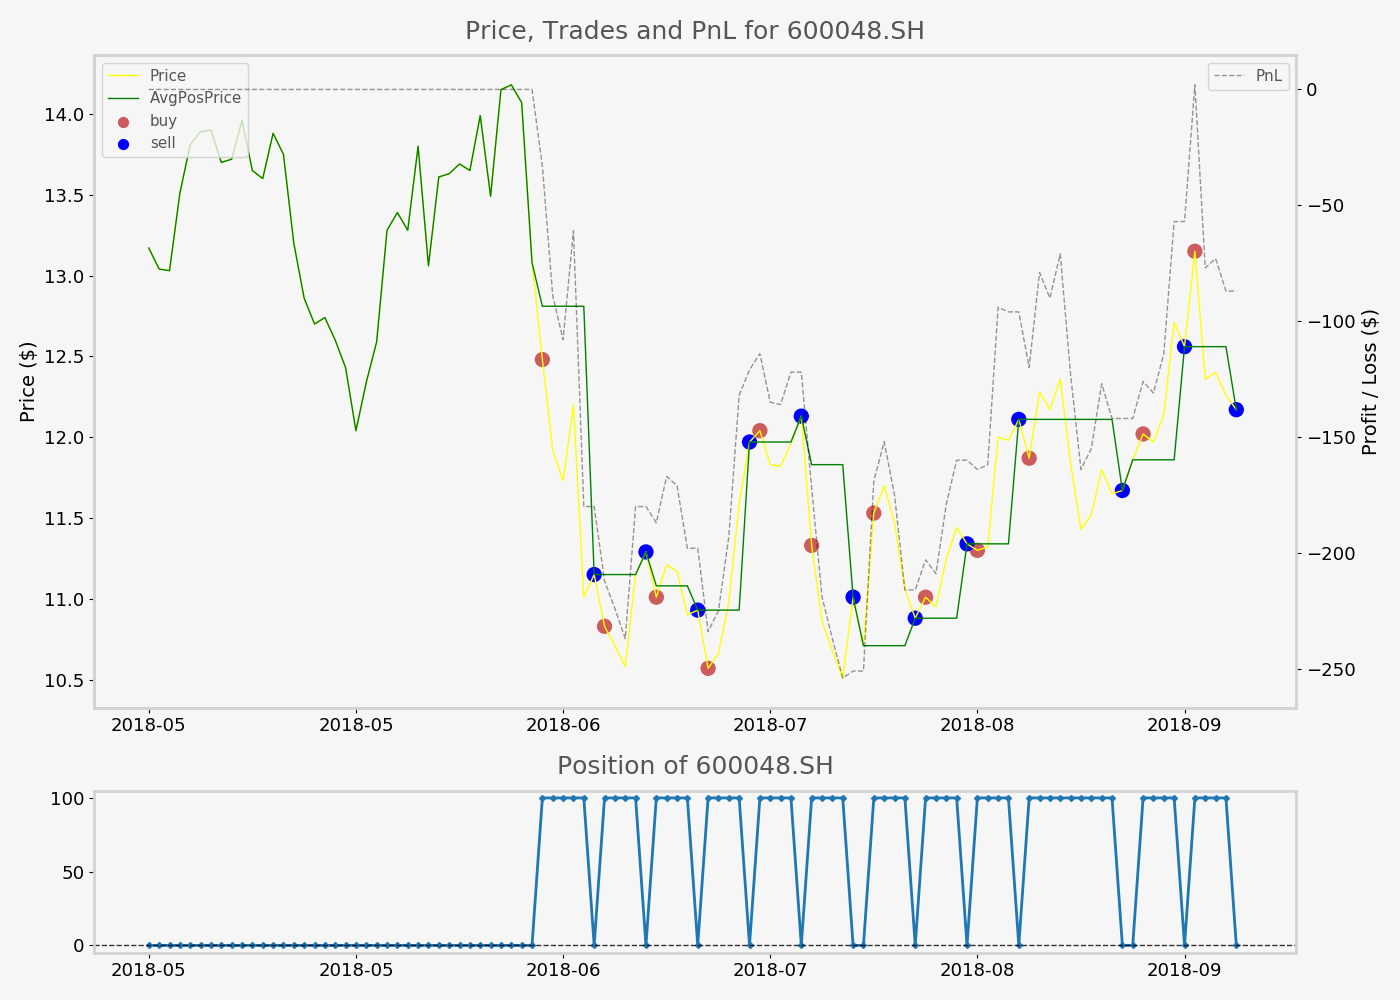 Price, Trades and PnL for 600048.SH
Price
AvgPosPrice
buy
sell
PnL
Price ($)
14.0
13.5
13.0
12.5
12.0
11.5
11.0
10.5
0
−50
−100
−150
−200
−250
Profit / Loss ($)
2018-05 2018-05 2018-06 2018-07 2018-08 2018-09
Position of 600048.SH
100
50
0
2018-05 2018-05 2018-06 2018-07 2018-08 2018-09